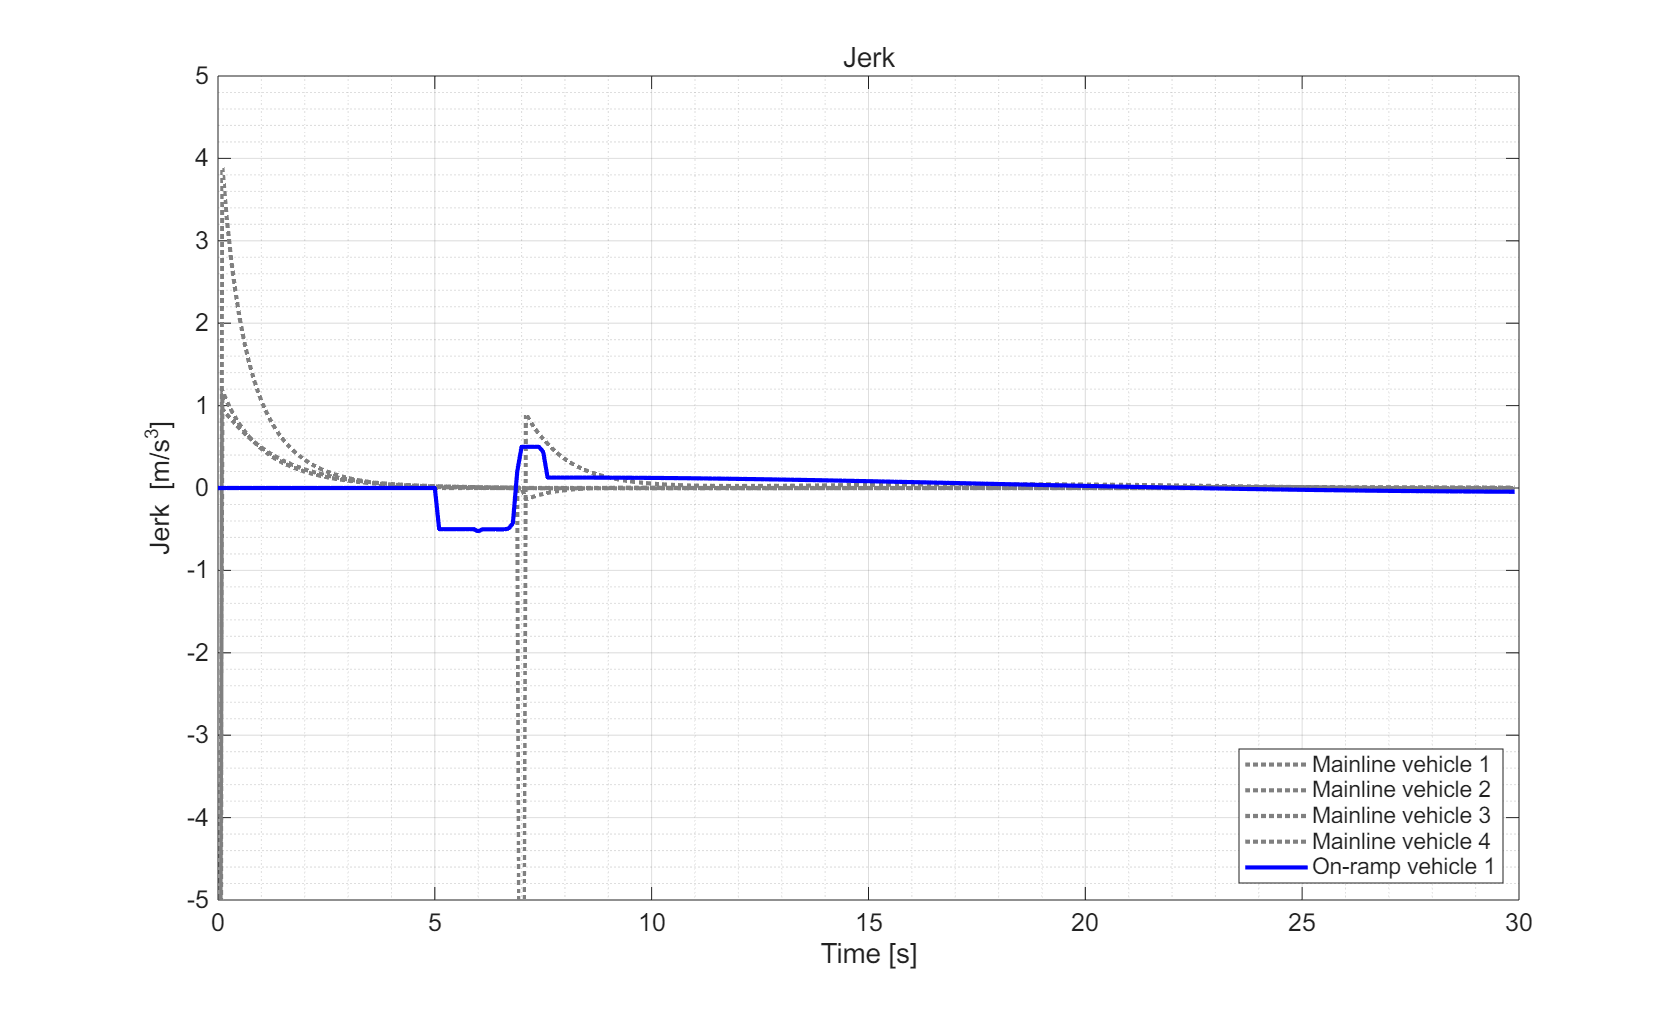 Jerk
5
4
3
2
1
0
-1
-2
-3
-4
-5
Jerk [m/s³]
0 5 10 15 20 25 30
Time [s]
Mainline vehicle 1
Mainline vehicle 2
Mainline vehicle 3
Mainline vehicle 4
On-ramp vehicle 1